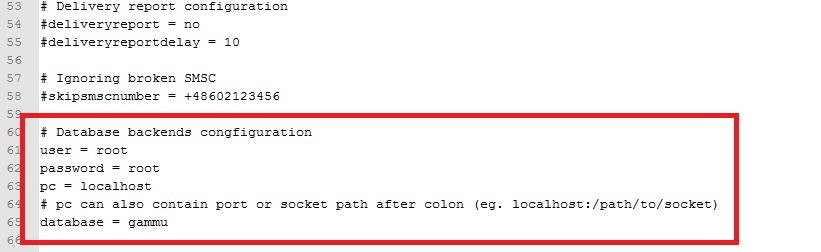 53 # Delivery report configuration
54 #deliveryreport = no
55 #deliveryreportdelay = 10
56
57 # Ignoring broken SMSC
58 #skipsmscnumber = +48602123456
59
60 # Database backends congfiguration
61 user = root
62 password = root
63 pc = localhost
64 # pc can also contain port or socket path after colon (eg. localhost:/path/to/socket)
65 database = gammu
66